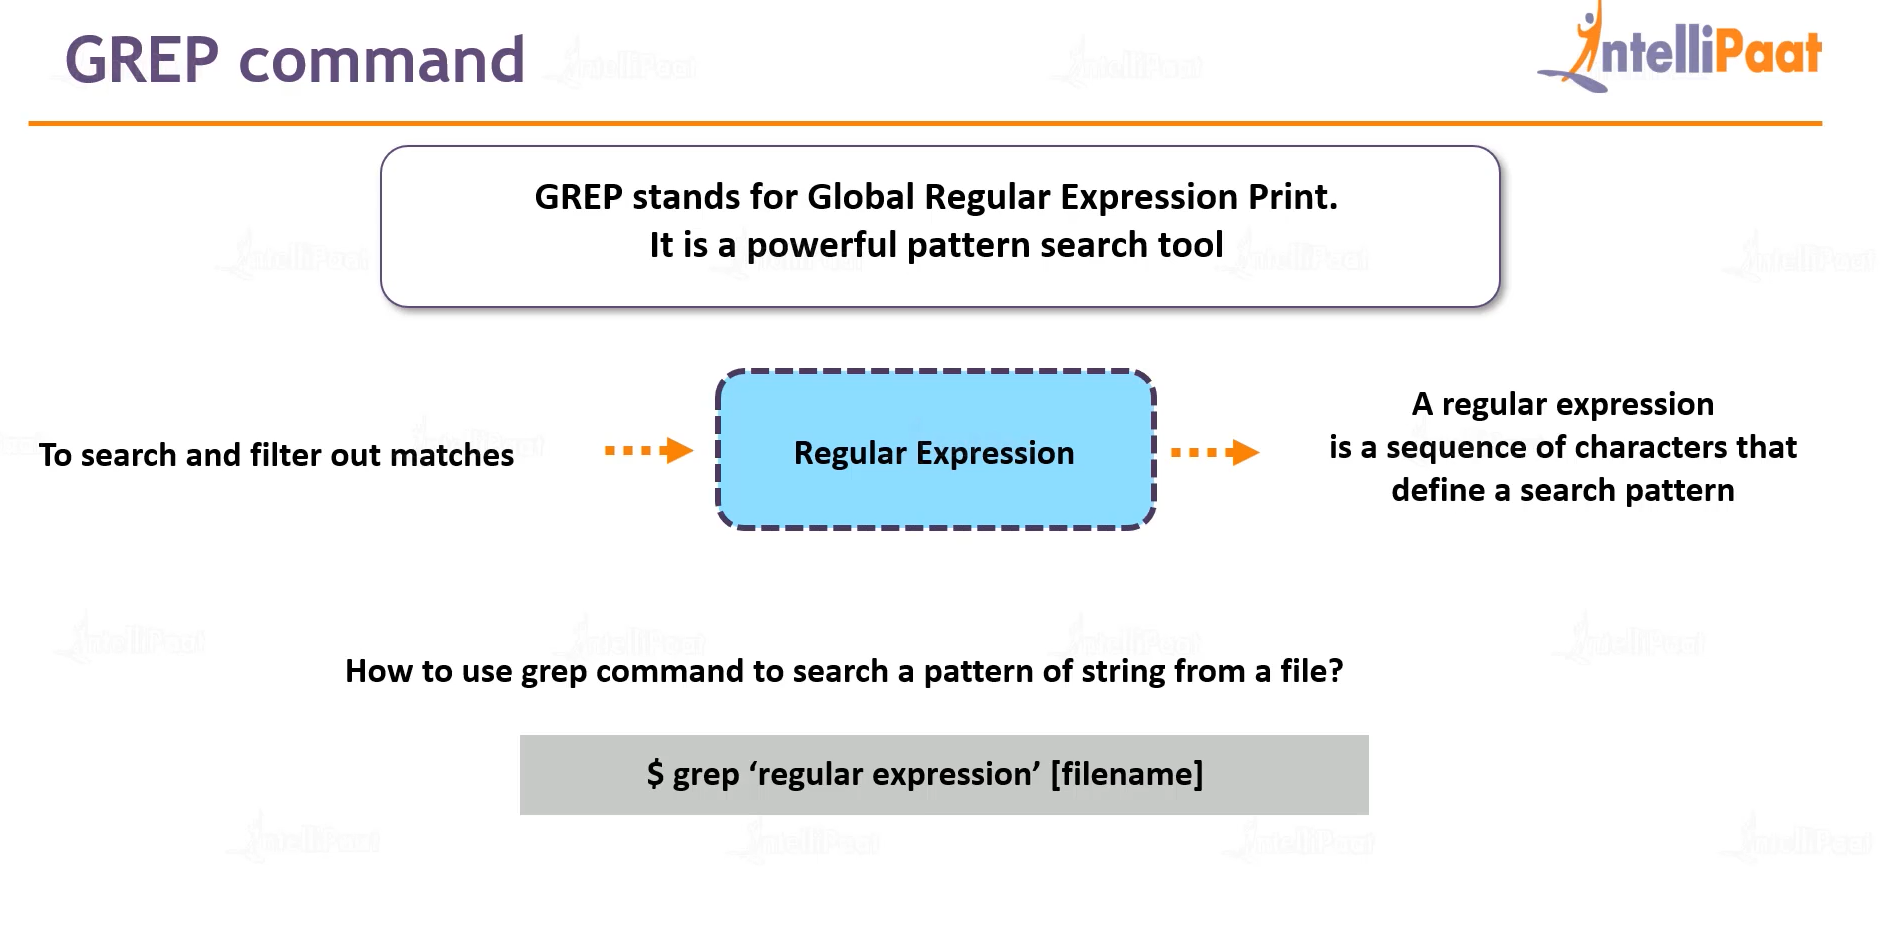 GREP command
IntelliPaat
GREP stands for Global Regular Expression Print.
It is a powerful pattern search tool
To search and filter out matches
Regular Expression
A regular expression
is a sequence of characters that
define a search pattern
How to use grep command to search a pattern of string from a file?
$ grep ‘regular expression’ [filename]